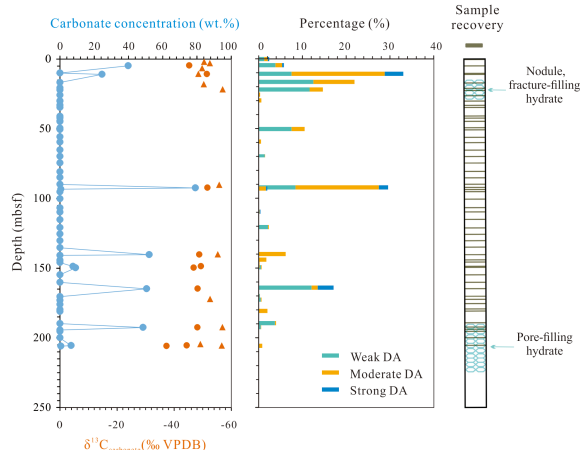 Carbonate concentration (wt.%)
0 20 40 60 80 100
Percentage (%)
0 10 20 30 40
Sample
recovery
Depth (mbsf)
0
50
100
150
200
250
Nodule,
fracture-filling
hydrate
Pore-filling
hydrate
Weak DA
Moderate DA
Strong DA
0 -20 -40 -60
δ¹³Ccarbonate(‰ VPDB)